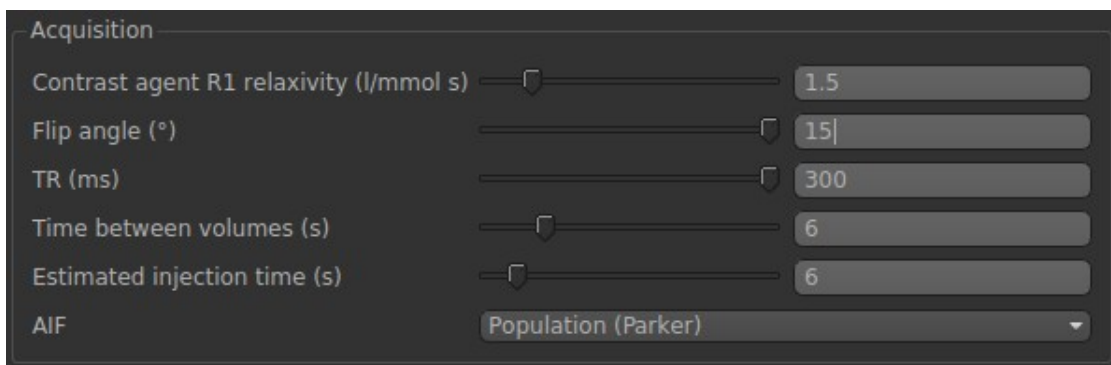 Acquisition
Contrast agent R1 relaxivity (l/mmol s) 1.5
Flip angle (°) 15
TR (ms) 300
Time between volumes (s) 6
Estimated injection time (s) 6
AIF Population (Parker)